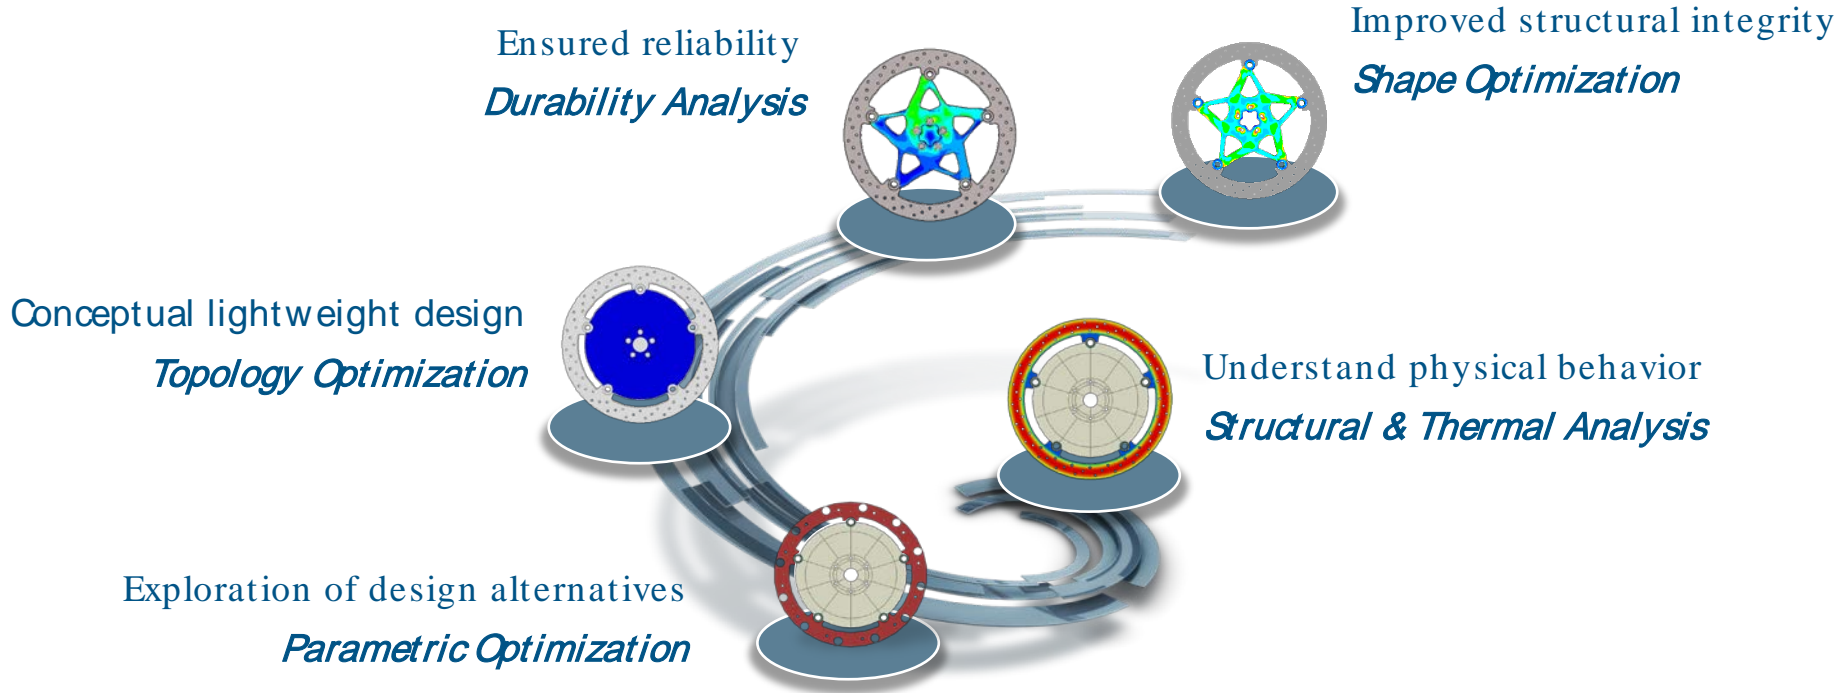 Improved structural integrity
Shape Optimization
Ensured reliability
Durability Analysis
Conceptual lightweight design
Topology Optimization
Understand physical behavior
Structural & Thermal Analysis
Exploration of design alternatives
Parametric Optimization